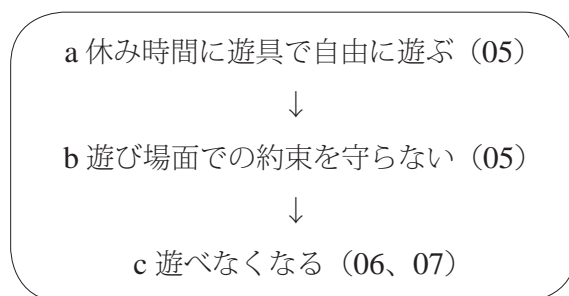 a 休み時間に遊具で自由に遊ぶ（05）
↓
b 遊び場面での約束を守らない（05）
↓
c 遊べなくなる（06、07）